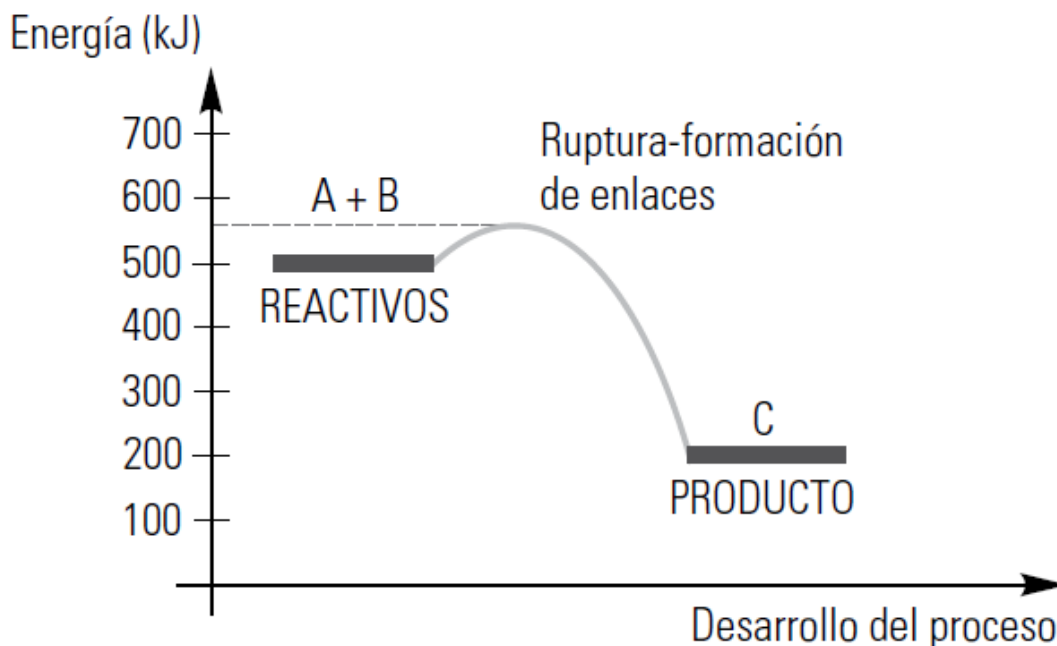 Energía (kJ)
700
600
500
400
300
200
100
A + B
REACTIVOS
Ruptura-formación
de enlaces
C
PRODUCTO
Desarrollo del proceso